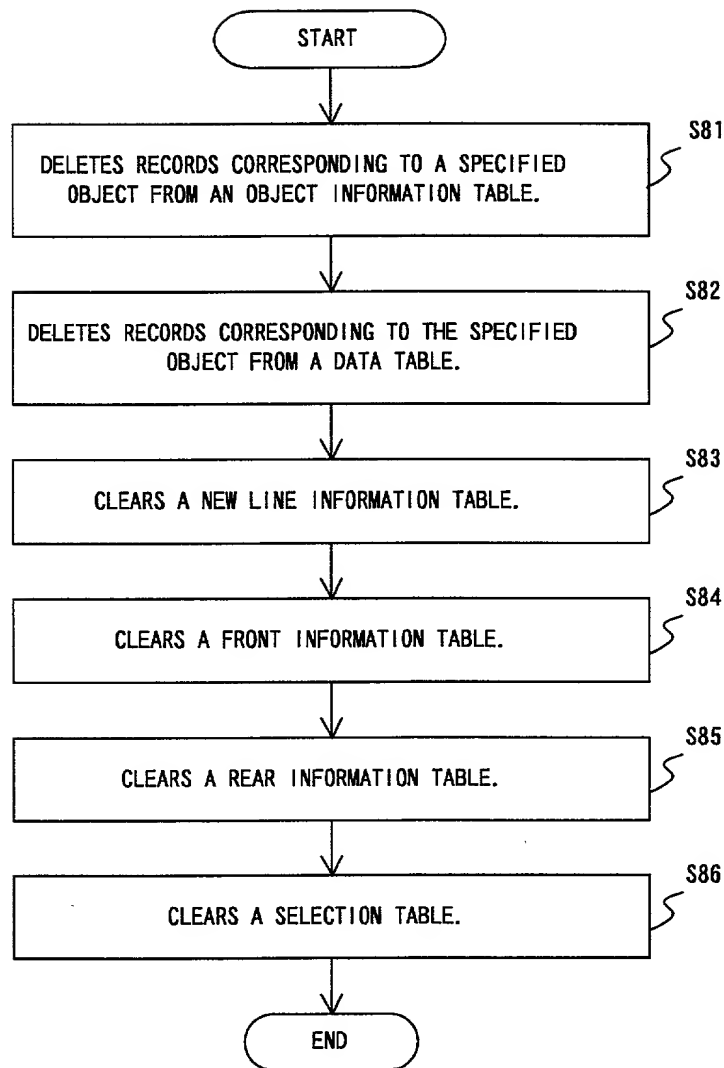 START
S81
DELETES RECORDS CORRESPONDING TO A SPECIFIED
OBJECT FROM AN OBJECT INFORMATION TABLE.
S82
DELETES RECORDS CORRESPONDING TO THE SPECIFIED
OBJECT FROM A DATA TABLE.
S83
CLEARS A NEW LINE INFORMATION TABLE.
S84
CLEARS A FRONT INFORMATION TABLE.
S85
CLEARS A REAR INFORMATION TABLE.
S86
CLEARS A SELECTION TABLE.
END